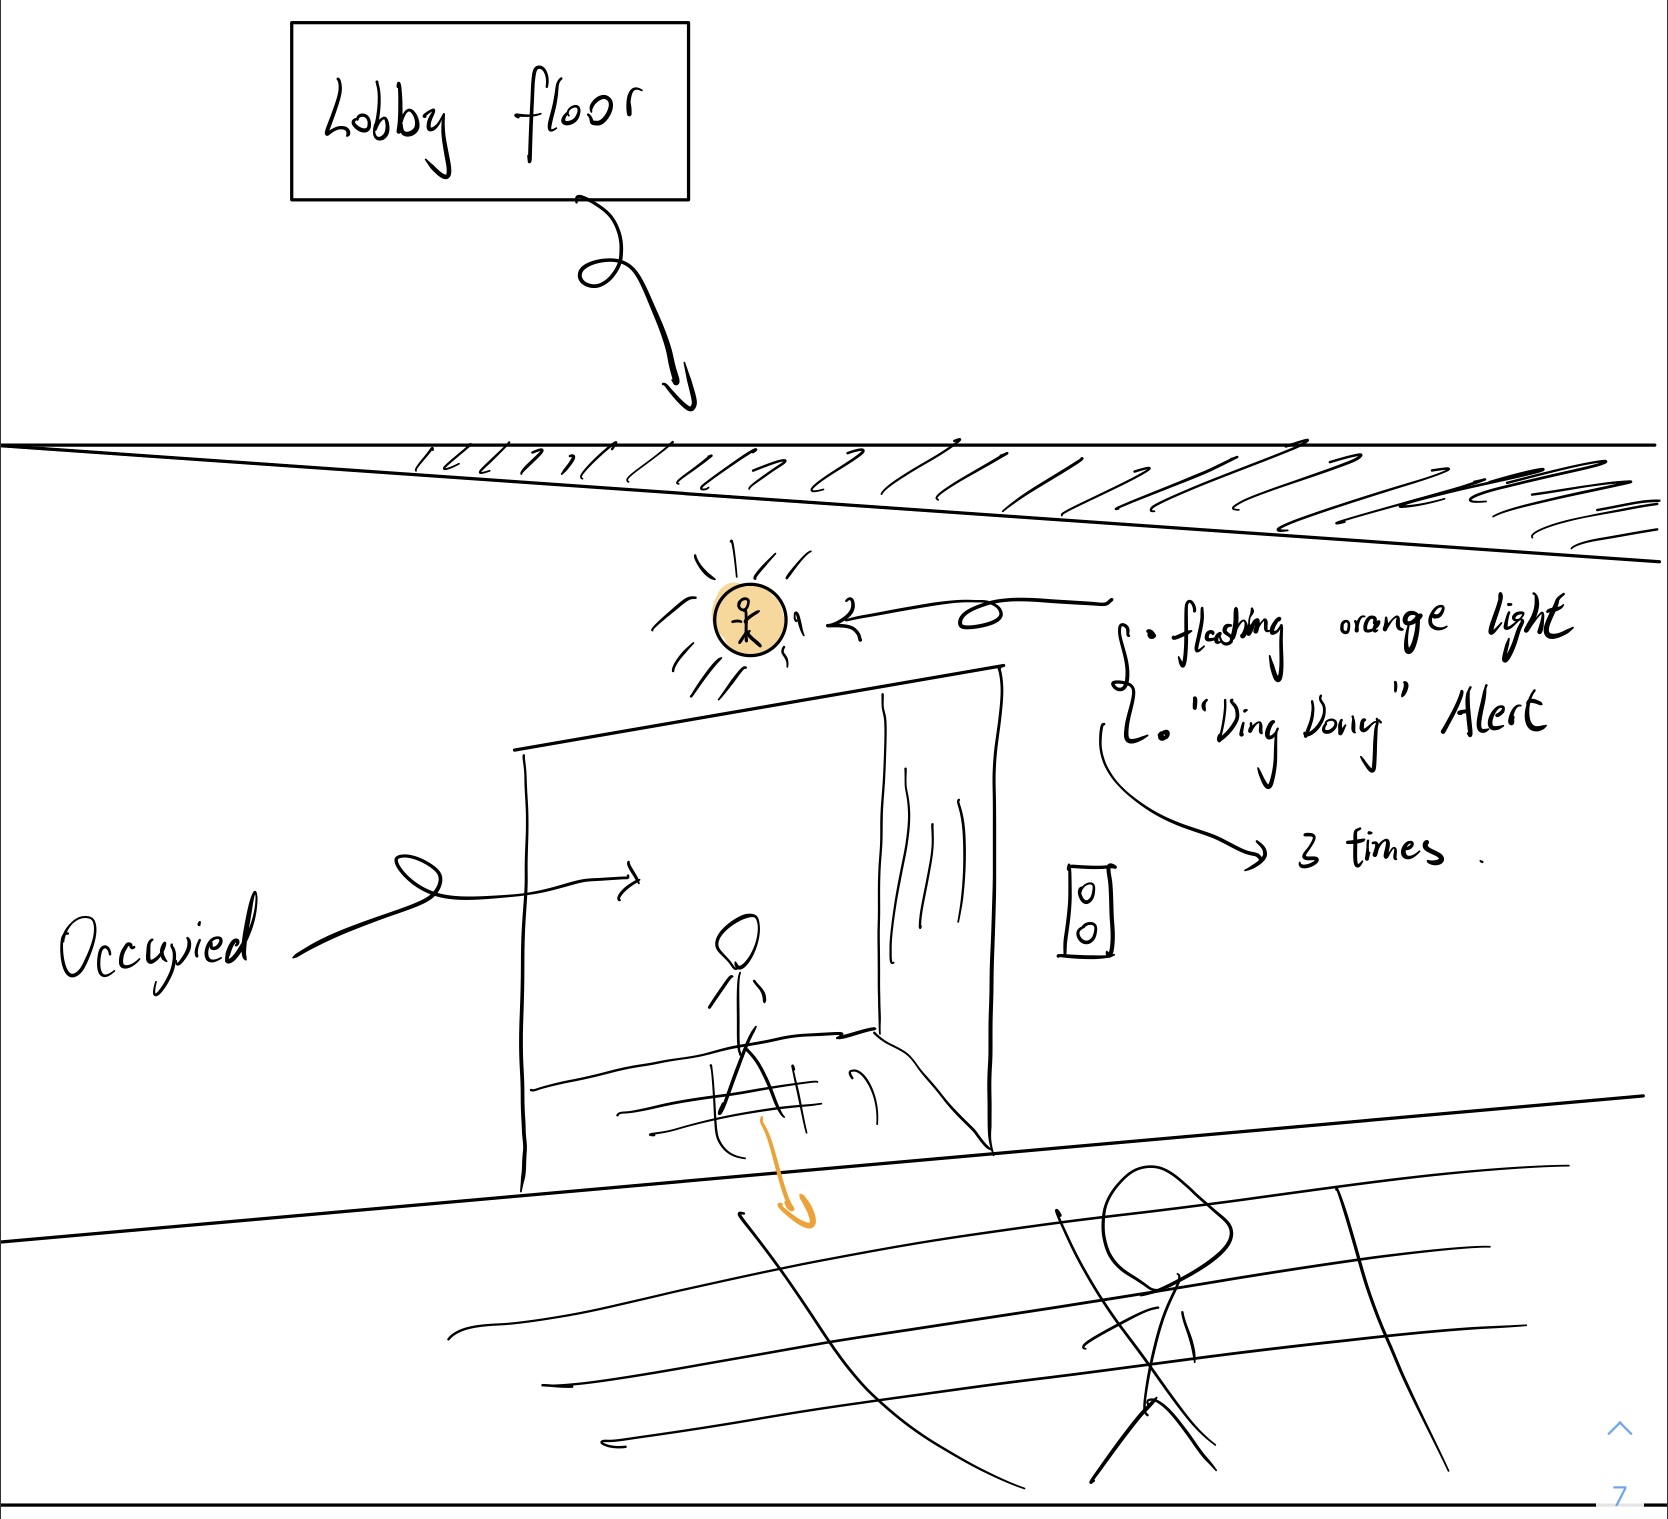 Lobby floor
• flashing orange light
• "Ding Dong" Alert
3 times.
Occupied
7